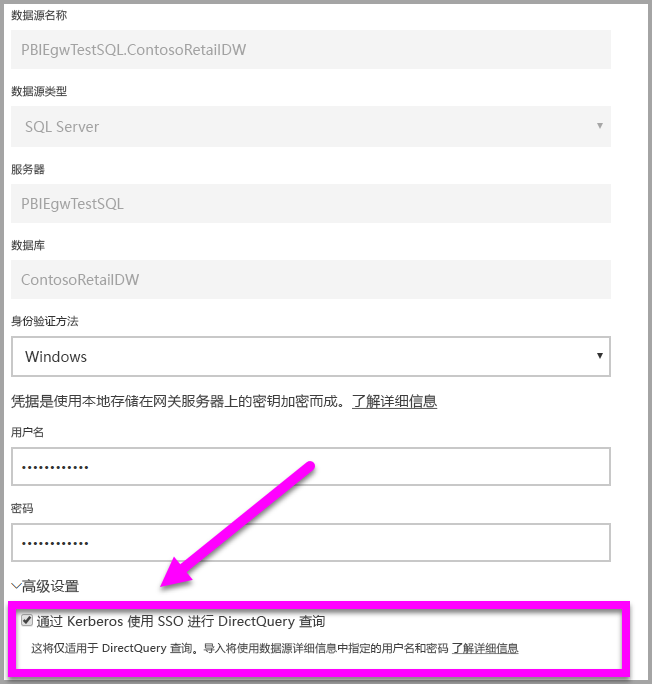 数据源名称
PBIEgwTestSQL.ContosoRetailDW
数据源类型
SQL Server
服务器
PBIEgwTestSQL
数据库
ContosoRetailDW
身份验证方法
Windows
凭据是使用本地存储在网关服务器上的密钥加密而成。了解详细信息
用户名
••••••••••••
密码
••••••••••••
高级设置
通过 Kerberos 使用 SSO 进行 DirectQuery 查询
这将仅适用于 DirectQuery 查询。导入将使用数据源详细信息中指定的用户名和密码 了解详细信息